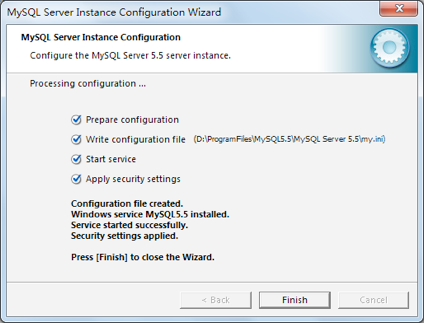 MySQL Server Instance Configuration Wizard
MySQL Server Instance Configuration
Configure the MySQL Server 5.5 server instance.
Processing configuration ...
Prepare configuration
Write configuration file (D:\ProgramFiles\MySQL5.5\MySQL Server 5.5\my.ini)
Start service
Apply security settings
Configuration file created.
Windows service MySQL5.5 installed.
Service started successfully.
Security settings applied.
Press [Finish] to close the Wizard.
< Back Finish Cancel